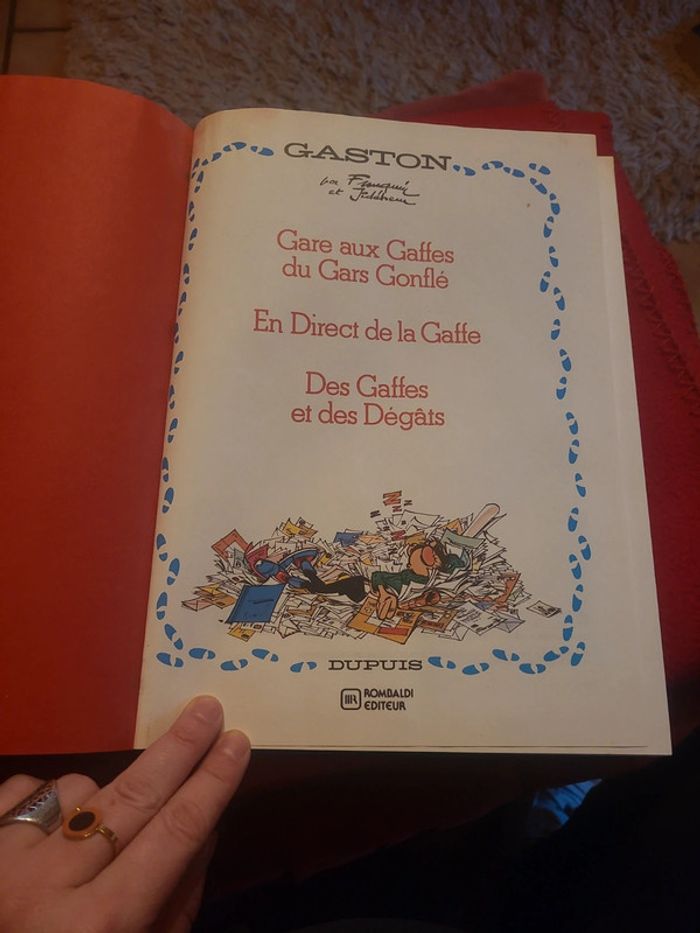 GASTON
par Franquin
et Jidéhem
Gare aux Gaffes
du Gars Gonflé
En Direct de la Gaffe
Des Gaffes
et des Dégâts
DUPUIS
ROMBALDI
EDITEUR